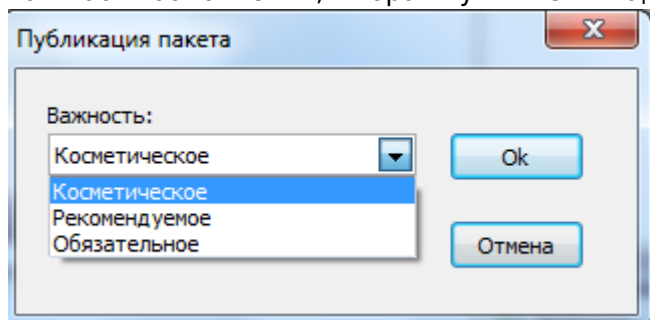 Публикация пакета
Важность:
Косметическое
Ok
Косметическое
Рекомендуемое
Обязательное
Отмена